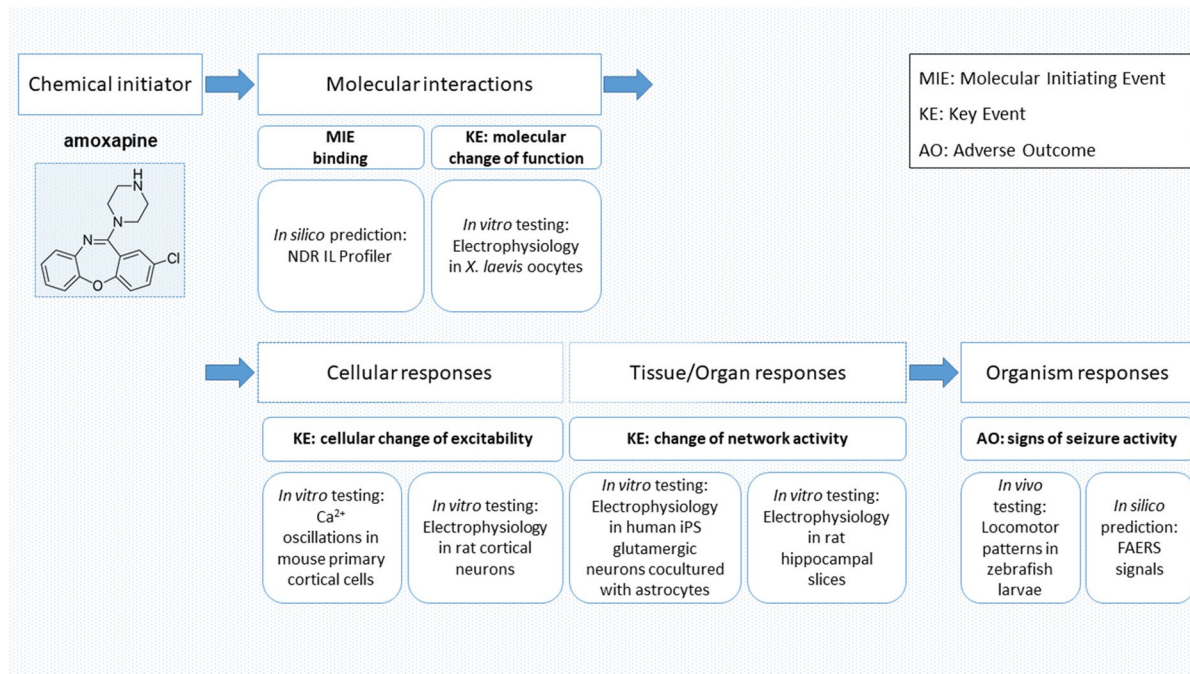 Chemical initiator
Molecular interactions
MIE: Molecular Initiating Event
KE: Key Event
AO: Adverse Outcome
amoxapine
H
N
N
N
Cl
O
MIE
binding
KE: molecular
change of function
In silico prediction:
NDR IL Profiler
In vitro testing:
Electrophysiology
in X. laevis oocytes
Cellular responses
Tissue/Organ responses
Organism responses
KE: cellular change of excitability
KE: change of network activity
AO: signs of seizure activity
In vitro testing:
Ca²⁺
oscillations in
mouse primary
cortical cells
In vitro testing:
Electrophysiology
in rat cortical
neurons
In vitro testing:
Electrophysiology
in human iPS
glutamergic
neurons cocultured
with astrocytes
In vitro testing:
Electrophysiology
in rat
hippocampal
slices
In vivo
testing:
Locomotor
patterns in
zebrafish
larvae
In silico
prediction:
FAERS
signals